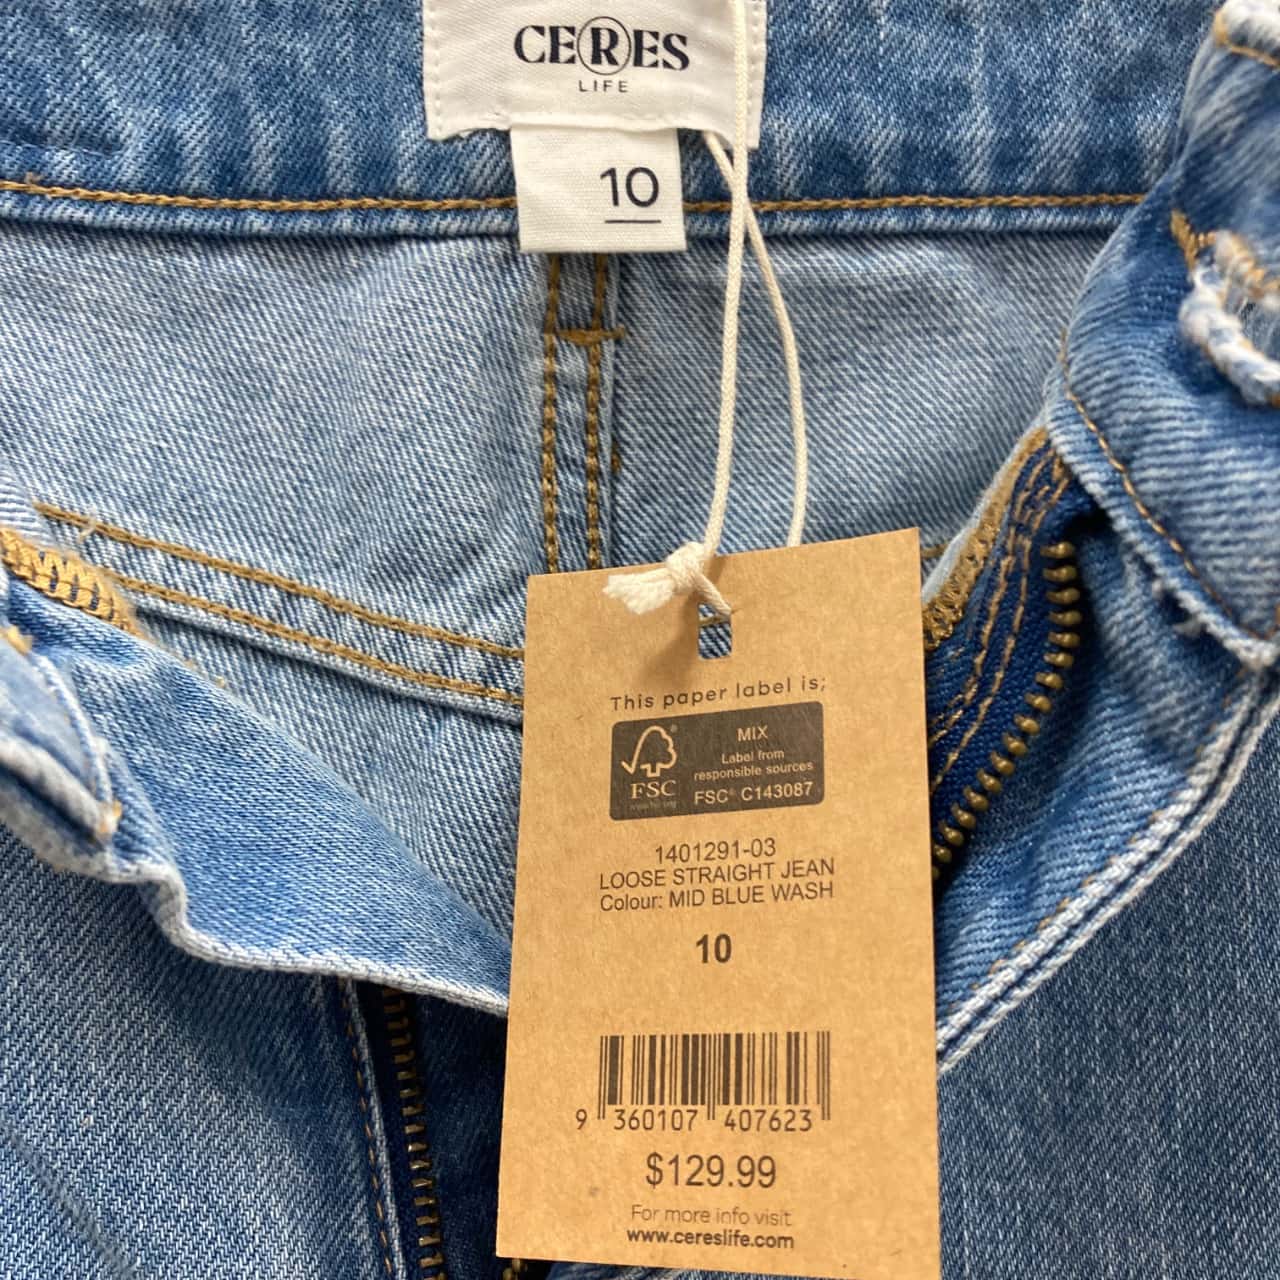 CERES
LIFE
10
This paper label is;
FSC
MIX
Label from
responsible sources
FSC® C143087
1401291-03
LOOSE STRAIGHT JEAN
Colour: MID BLUE WASH
10
9 360107 407623
$129.99
For more info visit
www.cereslife.com